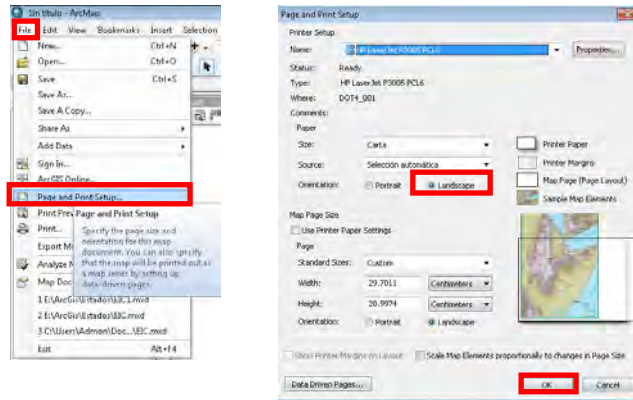 Sin título - ArcMap
File Edit View Bookmarks Insert Selection
New... Ctrl+N
Open... Ctrl+O
Save Ctrl+S
Save As...
Save A Copy...
Share As
Add Data
Sign In...
ArcGIS Online...
Page and Print Setup...
Print Prev
Page and Print Setup
Print...
Specify the page size and
orientation for this map
document. You can also specify
that the map will be printed out as
a map series by setting up
data-driven pages.
Export M
Analyze M
Map Doc
1 E:\ArcGis\Estados\EIC1.mxd
2 E:\ArcGis\Estados\EIC.mxd
3 C:\Users\Admon\Doc...\EIC.mxd
Exit Alt+F4
Page and Print Setup
Printer Setup
Name: HP LaserJet P3005 PCL6 Properties...
Status: Ready
Type: HP LaserJet P3005 PCL6
Where: DOT4_001
Comments:
Paper
Size: Carta
Source: Selección automática
Orientation: Portrait Landscape
Printer Paper
Printer Margins
Map Page (Page Layout)
Sample Map Elements
Map Page Size
Use Printer Paper Settings
Page
Standard Sizes: Custom
Width: 29.7011 Centimeters
Height: 20.9974 Centimeters
Orientation: Portrait Landscape
Show Printer Margins on Layout Scale Map Elements proportionally to changes in Page Size
Data Driven Pages... OK Cancel